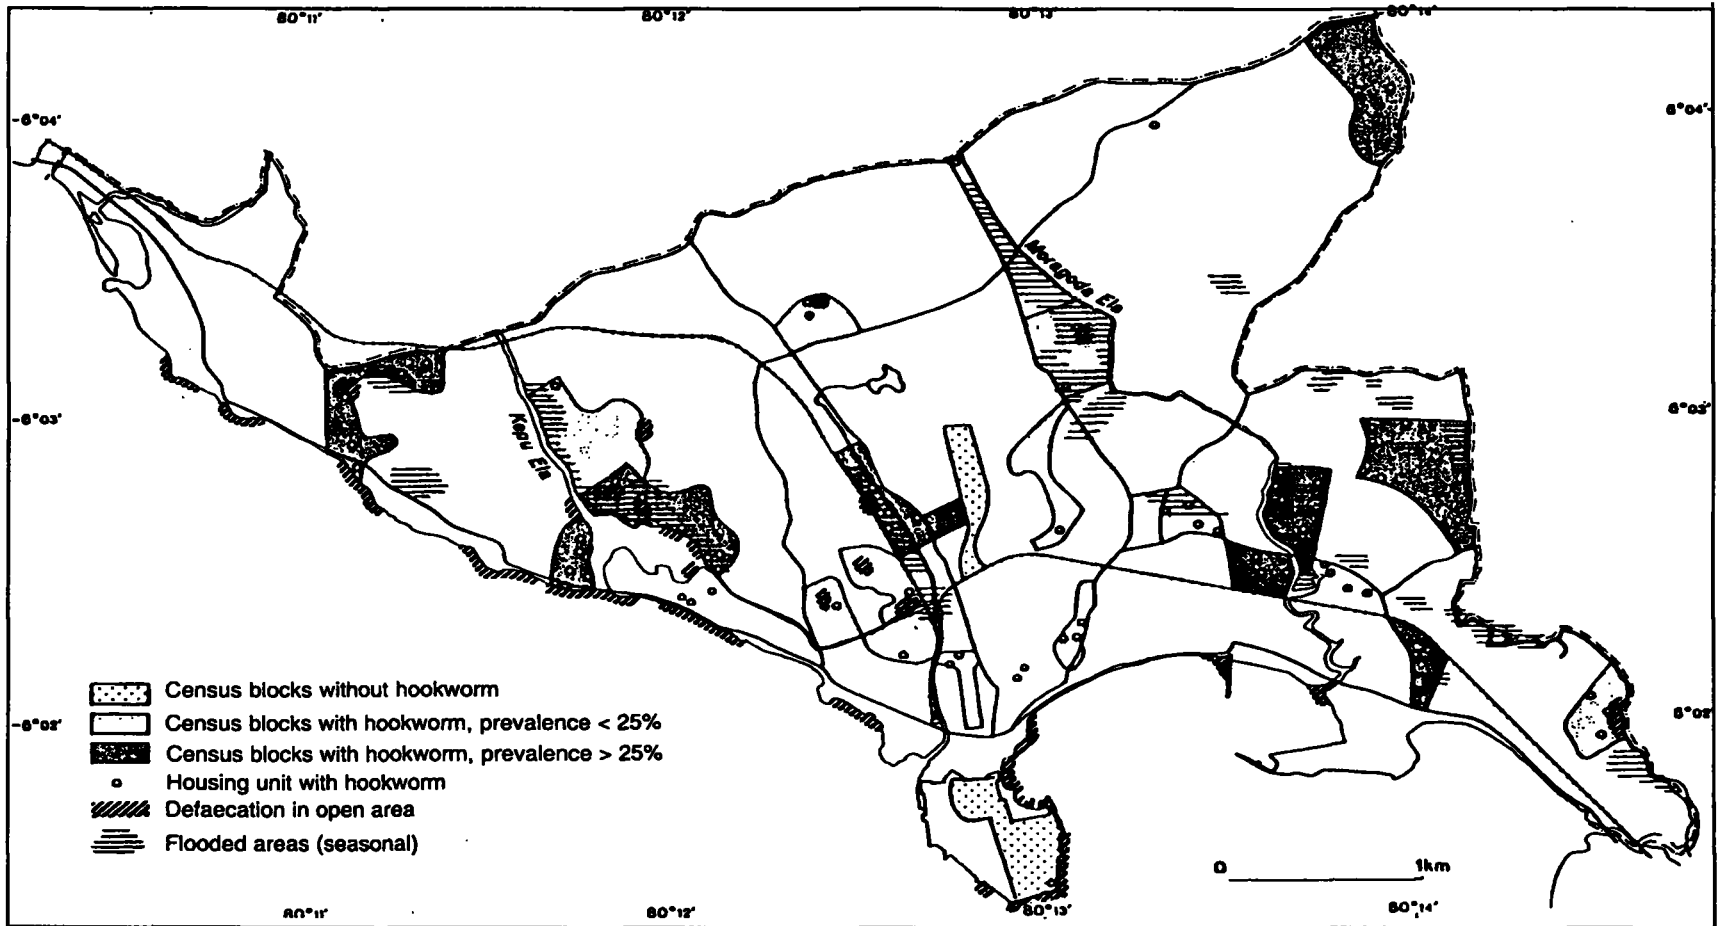 80°11' 80°12' 80°13' 80°14'
6°04' 6°04'
Moragoda Ela
6°03' 6°03'
Kepu Ela
Census blocks without hookworm
Census blocks with hookworm, prevalence < 25%
Census blocks with hookworm, prevalence > 25%
Housing unit with hookworm
Defaecation in open area
Flooded areas (seasonal)
6°02' 6°02'
0 1km
80°11' 80°12' 80°13' 80°14'